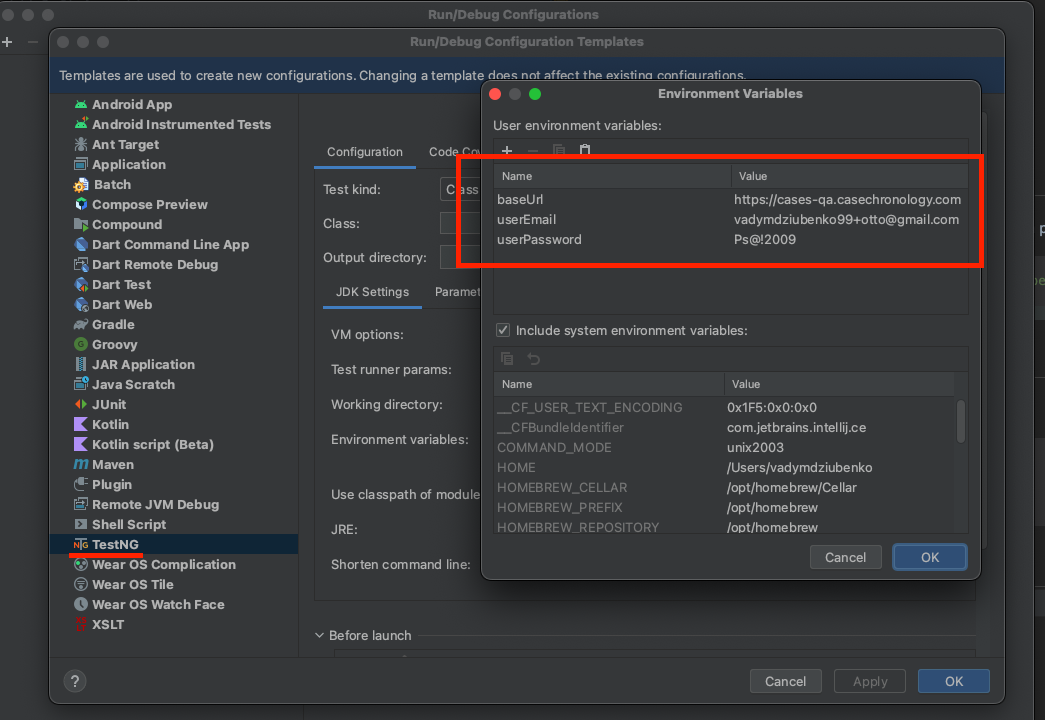 Run/Debug Configurations
Run/Debug Configuration Templates
Templates are used to create new configurations. Changing a template does not affect the existing configurations.
Android App
Android Instrumented Tests
Ant Target
Application
Batch
Compose Preview
Compound
Dart Command Line App
Dart Remote Debug
Dart Test
Dart Web
Gradle
Groovy
JAR Application
Java Scratch
JUnit
Kotlin
Kotlin script (Beta)
Maven
Plugin
Remote JVM Debug
Shell Script
TestNG
Wear OS Complication
Wear OS Tile
Wear OS Watch Face
XSLT
Configuration
Code Co
Test kind:
Class
Class:
Output directory:
JDK Settings
Paramet
VM options:
Test runner params:
Working directory:
Environment variables:
Use classpath of module
JRE:
Shorten command line:
Before launch
Environment Variables
User environment variables:
Name Value
baseUrl https://cases-qa.casechronology.com
userEmail vadymdziubenko99+otto@gmail.com
userPassword Ps@!2009
Include system environment variables:
Name Value
__CF_USER_TEXT_ENCODING 0x1F5:0x0:0x0
__CFBundleIdentifier com.jetbrains.intellij.ce
COMMAND_MODE unix2003
HOME /Users/vadymdziubenko
HOMEBREW_CELLAR /opt/homebrew/Cellar
HOMEBREW_PREFIX /opt/homebrew
HOMEBREW_REPOSITORY /opt/homebrew
Cancel OK
? Cancel Apply OK